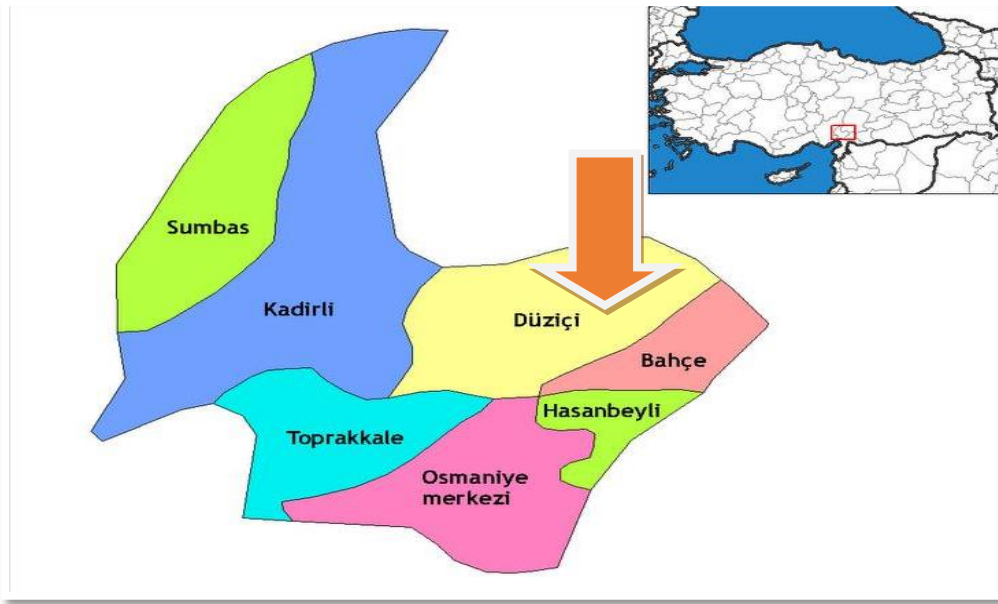 Sumbas
Kadirli
Düziçi
Bahçe
Hasanbeyli
Toprakkale
Osmaniye
merkezi